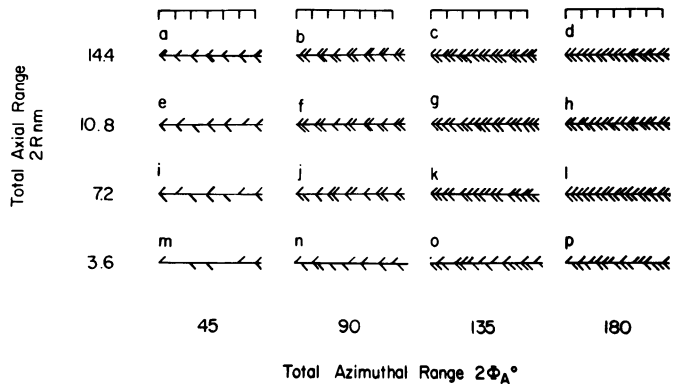 a b c d
14.4
e f g h
10.8
i j k l
7.2
m n o p
3.6
Total Axial Range
2R nm
45 90 135 180
Total Azimuthal Range 2Φ_A°